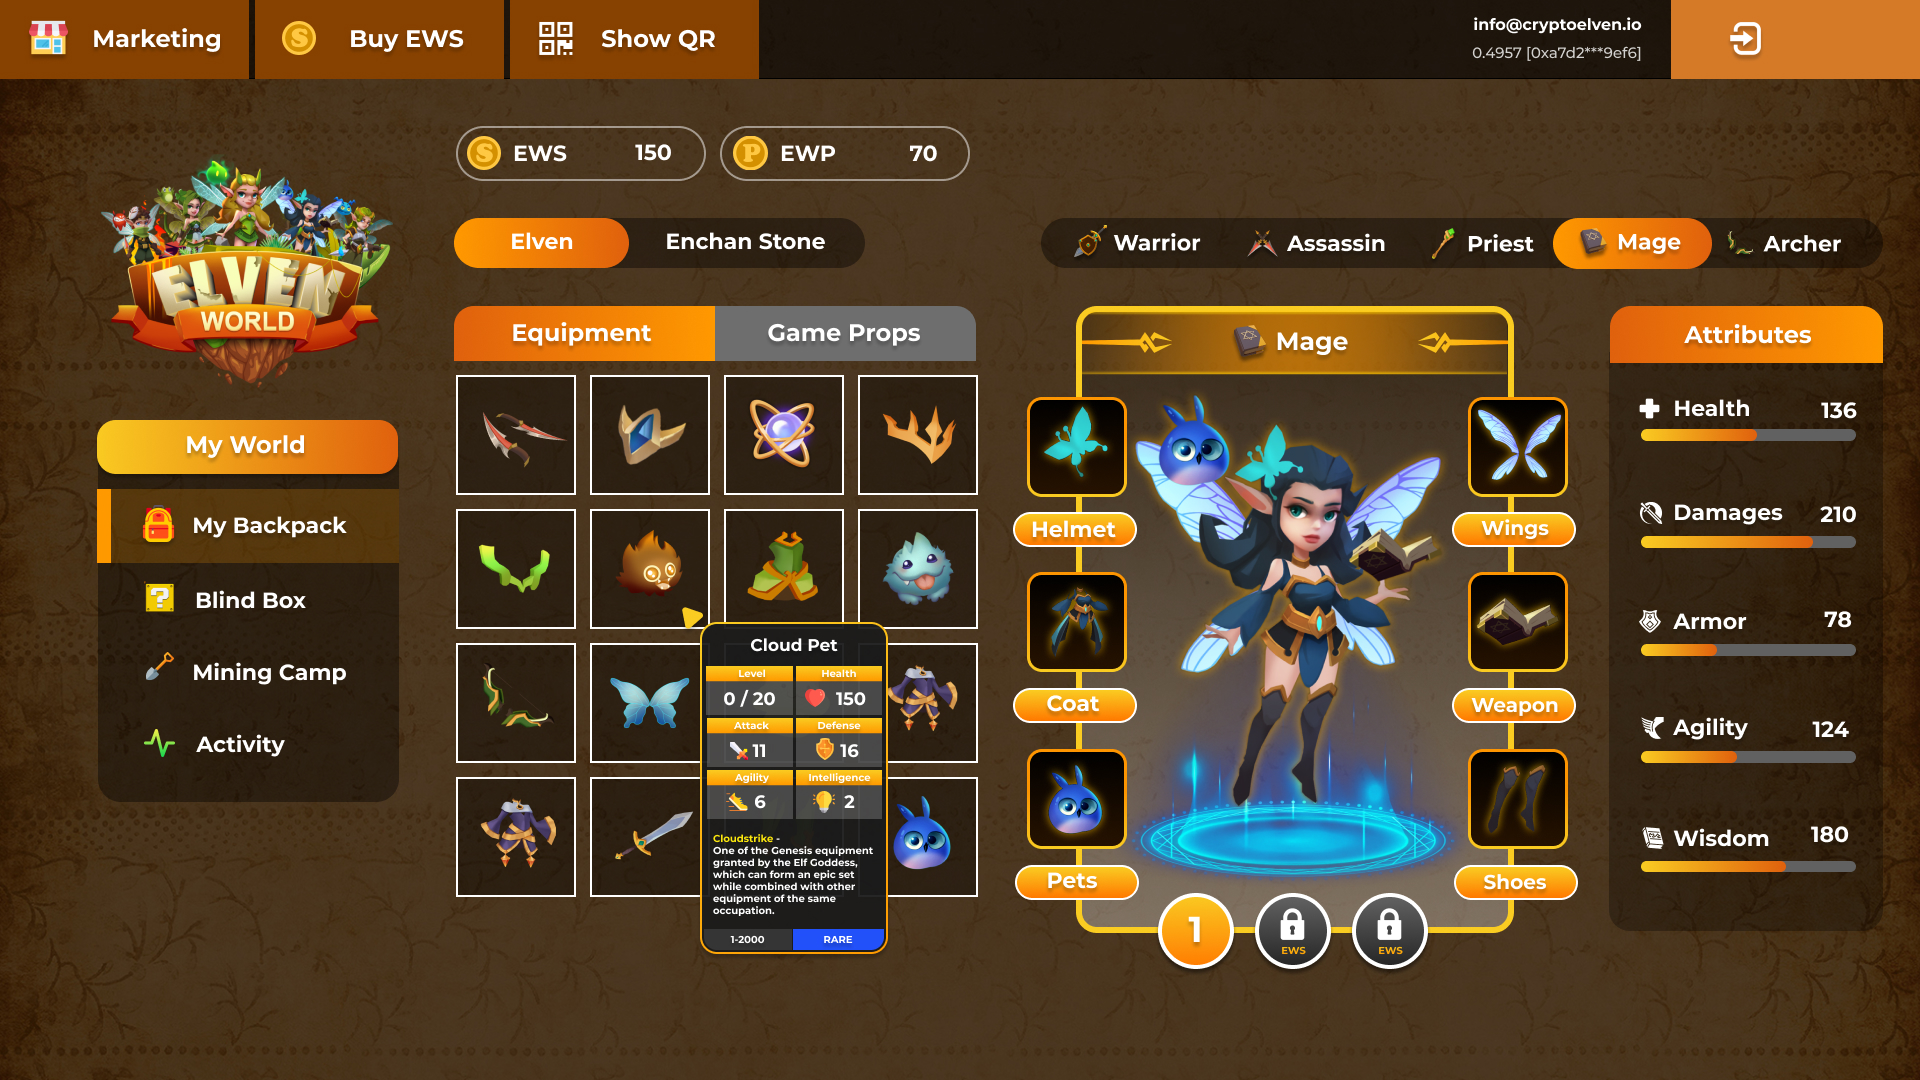 Marketing
Buy EWS
Show QR
info@cryptoelven.io
0.4957 [0xa7d2***9ef6]
S EWS 150
P EWP 70
ELVEN
WORLD
Elven
Enchan Stone
Warrior
Assassin
Priest
Mage
Archer
Equipment
Game Props
Mage
Attributes
My World
My Backpack
? Blind Box
Mining Camp
Activity
Helmet
Coat
Pets
Wings
Weapon
Shoes
Health 136
Damages 210
Armor 78
Agility 124
Wisdom 180
Cloud Pet
Level Health
0 / 20 150
Attack Defense
11 16
Agility Intelligence
6 2
Cloudstrike -
One of the Genesis equipment
granted by the Elf Goddess,
which can form an epic set
while combined with other
equipment of the same
occupation.
1-2000 RARE
1
EWS
EWS